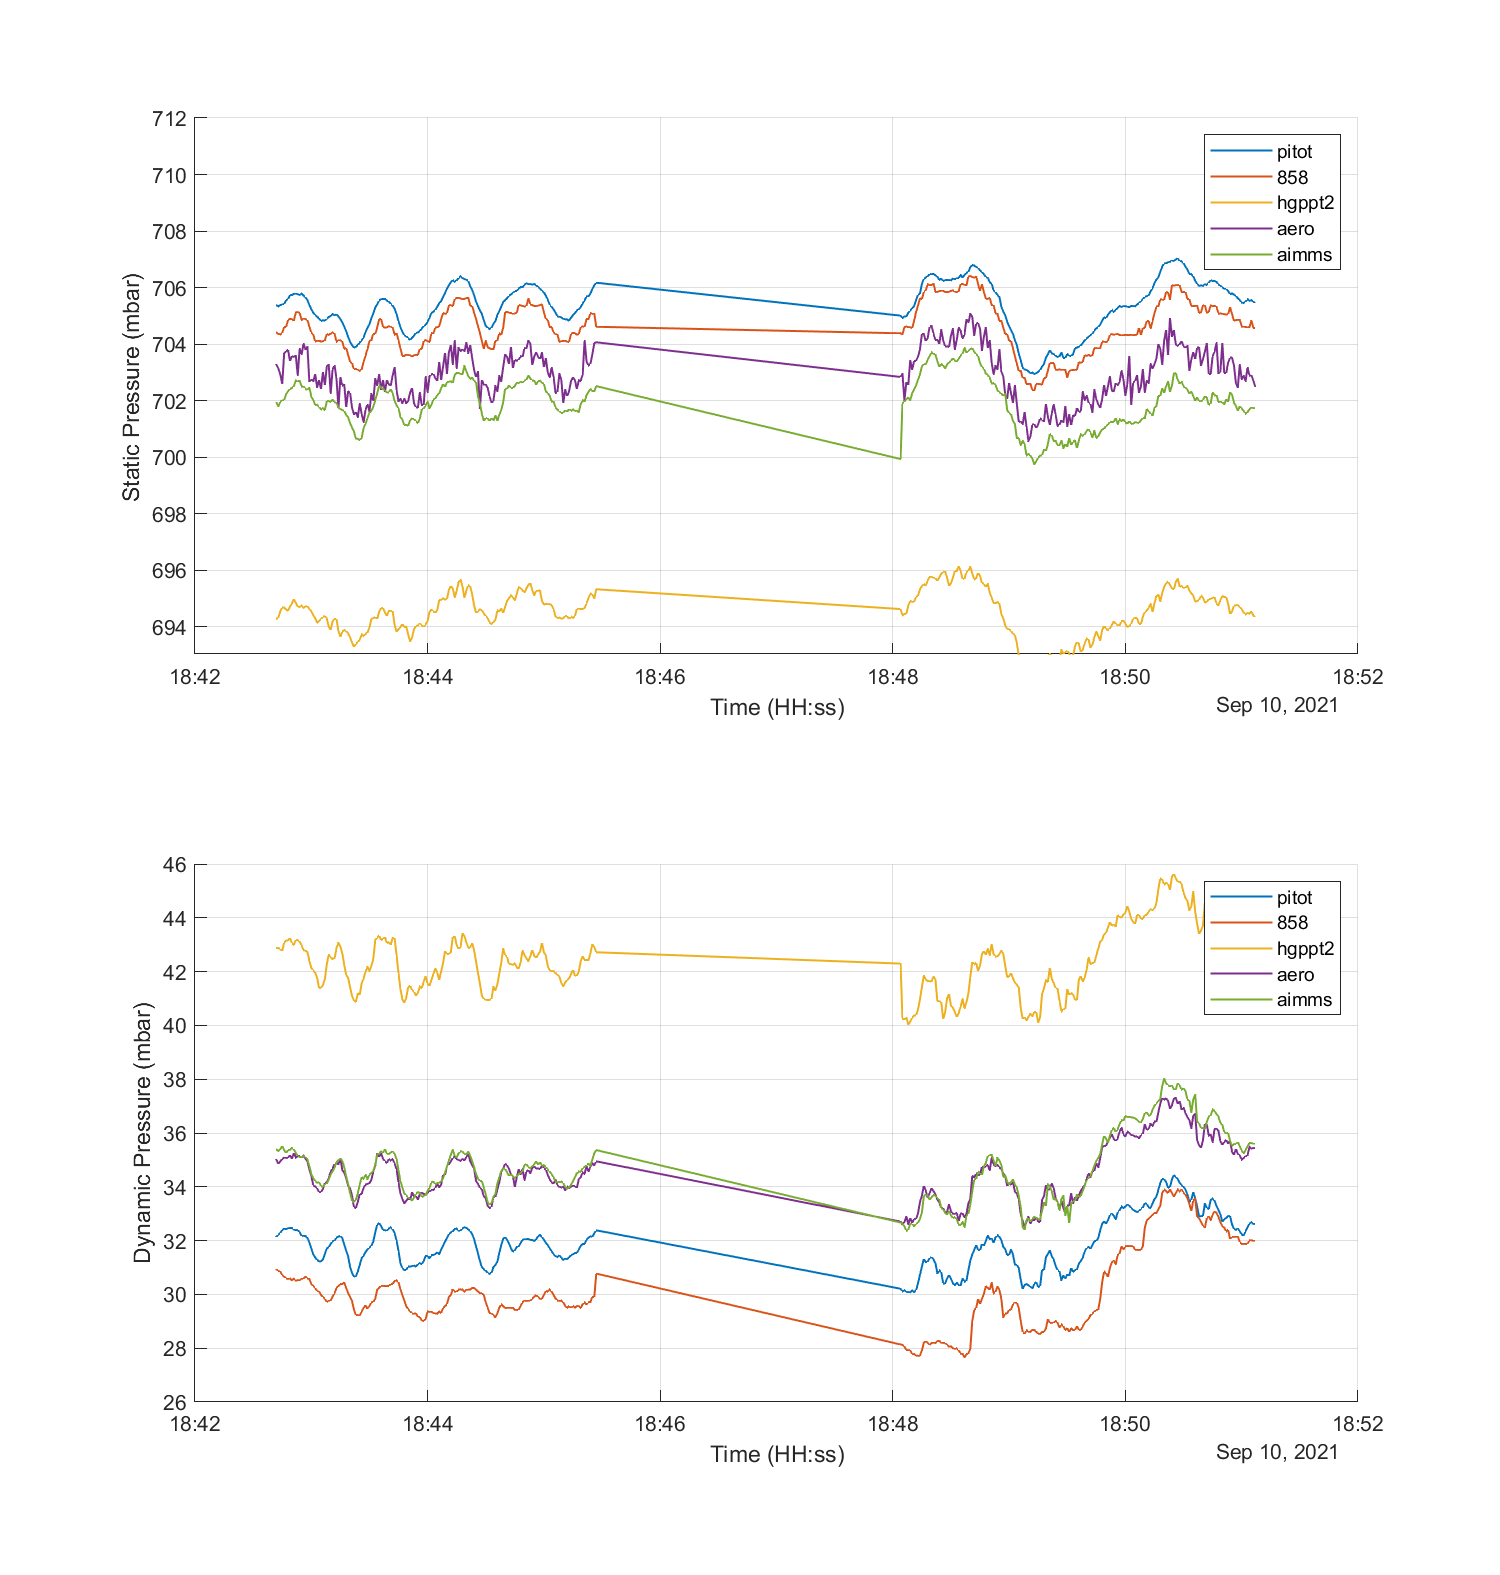 712
710
708
706
704
702
700
698
696
694
Static Pressure (mbar)
pitot
858
hgppt2
aero
aimms
18:42 18:44 18:46 18:48 18:50 18:52
Time (HH:ss)
Sep 10, 2021
46
44
42
40
38
36
34
32
30
28
26
Dynamic Pressure (mbar)
pitot
858
hgppt2
aero
aimms
18:42 18:44 18:46 18:48 18:50 18:52
Time (HH:ss)
Sep 10, 2021